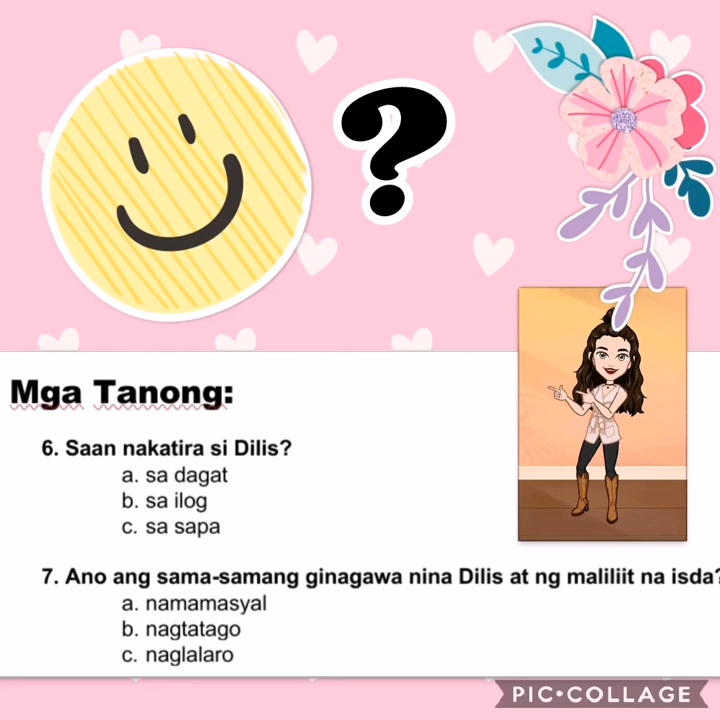 ?
Mga Tanong:
6. Saan nakatira si Dilis?
a. sa dagat
b. sa ilog
c. sa sapa
7. Ano ang sama-samang ginagawa nina Dilis at ng maliliit na isda?
a. namamasyal
b. nagtatago
c. naglalaro
PIC•COLLAGE